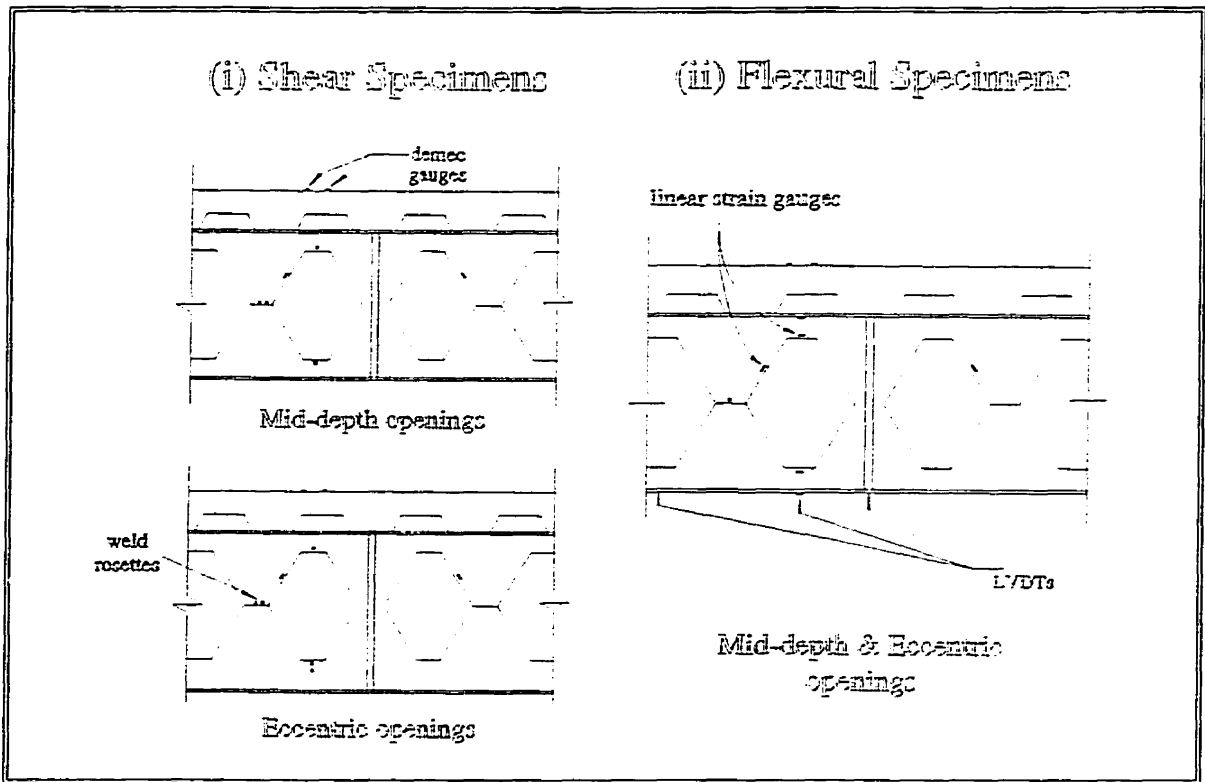 (i) Shear Specimens
(ii) Flexural Specimens
demec
gauges
linear strain gauges
Mid-depth openings
weld
rosettes
LVDTs
Mid-depth & Eccentric
openings
Eccentric openings